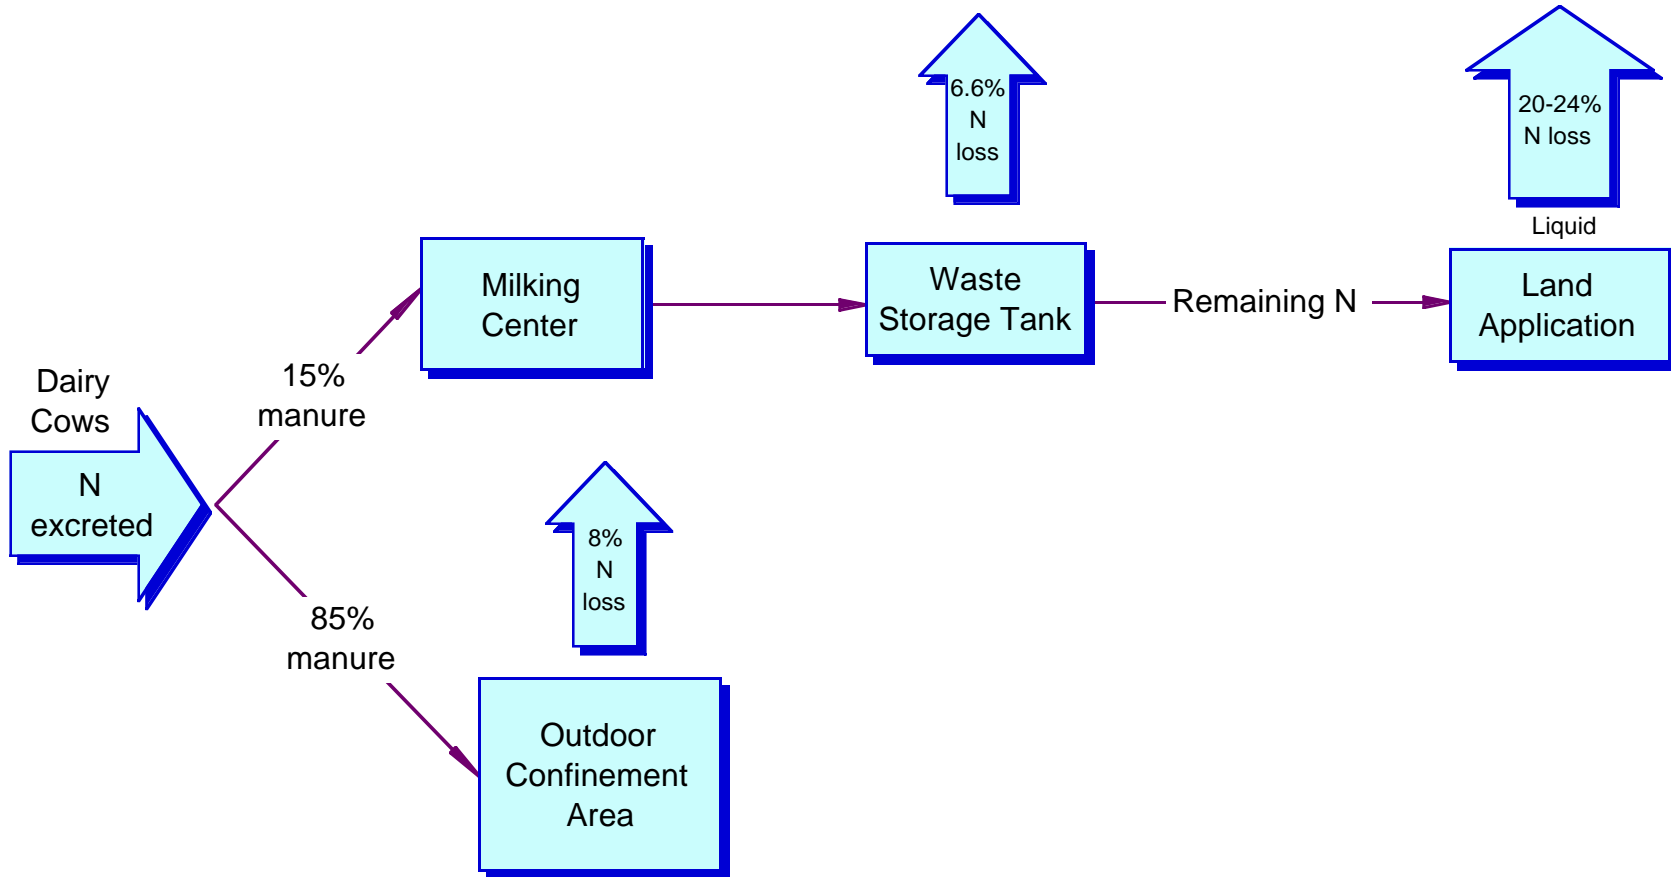 Dairy
Cows
N
excreted
15%
manure
85%
manure
Milking
Center
8%
N
loss
Outdoor
Confinement
Area
6.6%
N
loss
Waste
Storage Tank
Remaining N
20-24%
N loss
Liquid
Land
Application